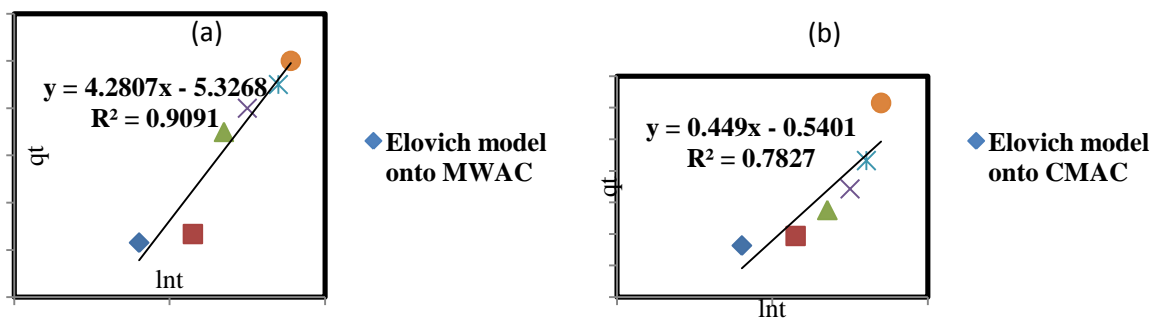 (a)
y = 4.2807x - 5.3268
R² = 0.9091
qt
lnt
Elovich model
onto MWAC
(b)
y = 0.449x - 0.5401
R² = 0.7827
qt
lnt
Elovich model
onto CMAC